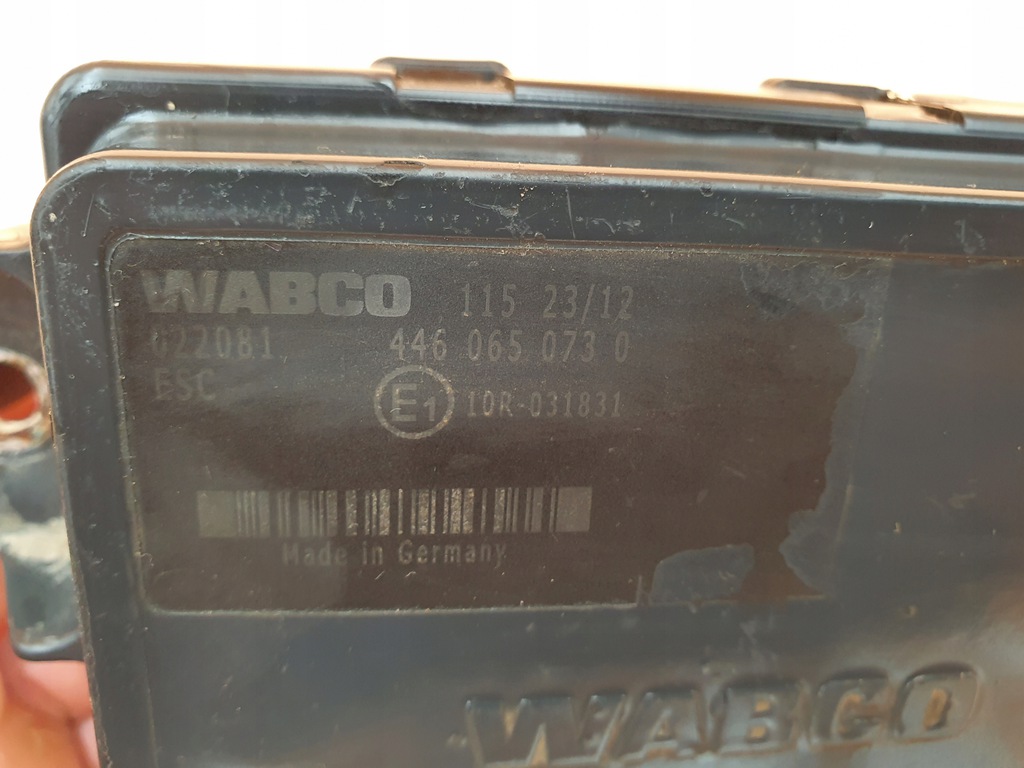 WABCO 115 23/12
022081 446 065 073 0
ESC E1 10R-031831
Made in Germany
WABCO